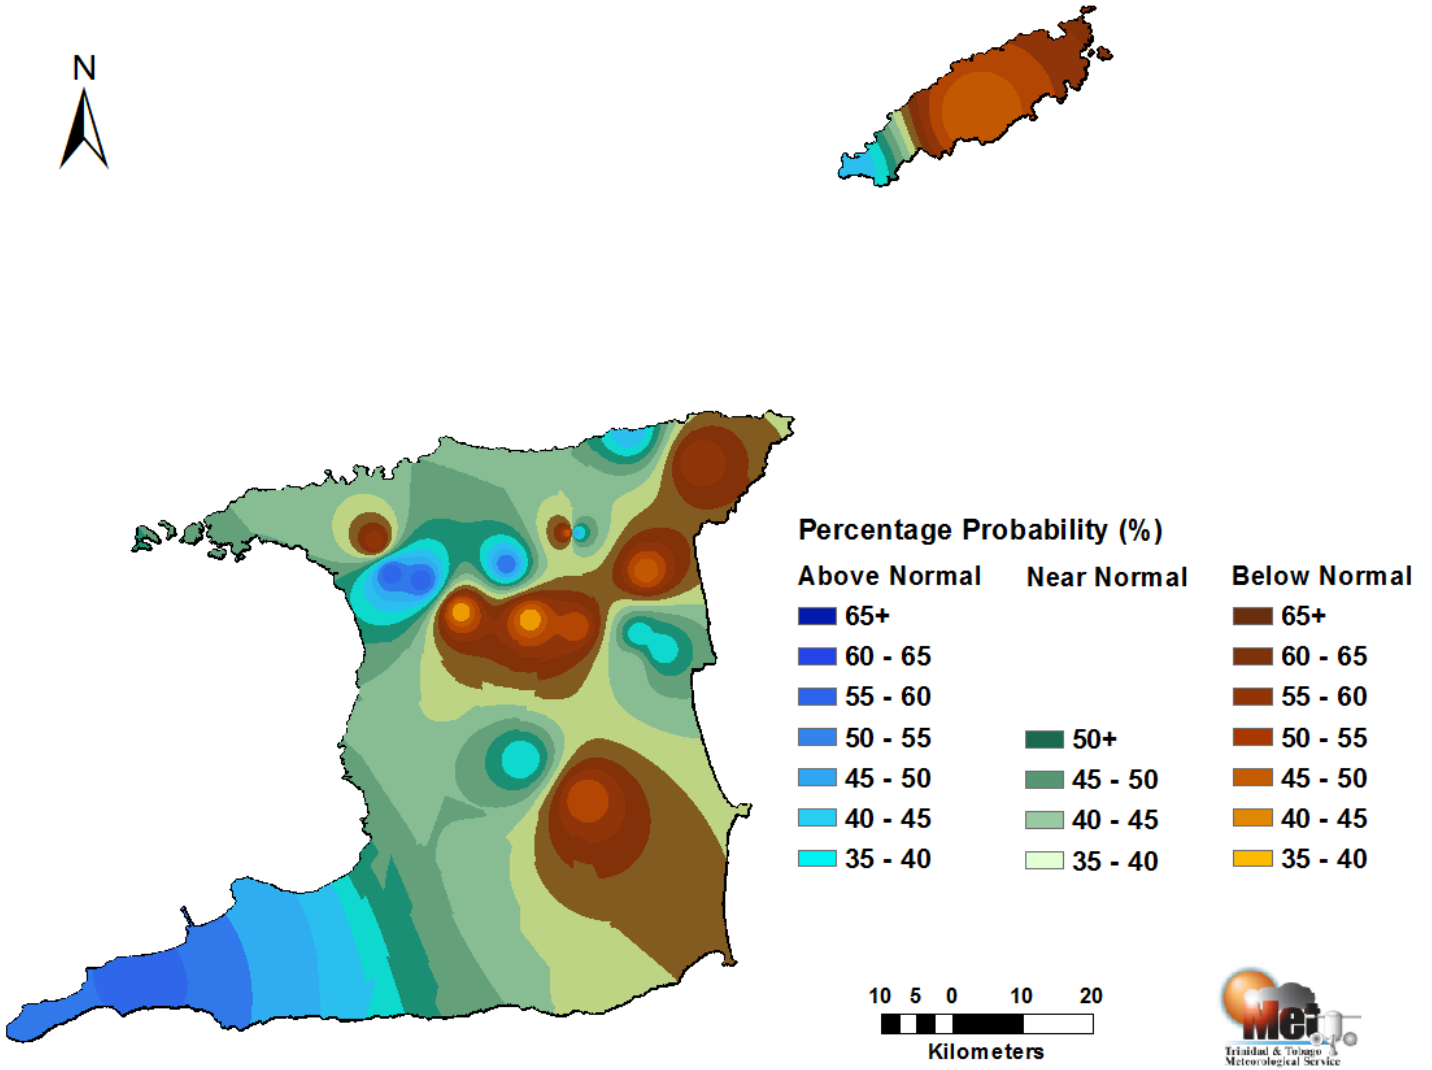 N
Percentage Probability (%)
Above Normal
65+
60 - 65
55 - 60
50 - 55
45 - 50
40 - 45
35 - 40
Near Normal
50+
45 - 50
40 - 45
35 - 40
Below Normal
65+
60 - 65
55 - 60
50 - 55
45 - 50
40 - 45
35 - 40
10 5 0 10 20
Kilometers
Met
Trinidad & Tobago
Meteorological Service